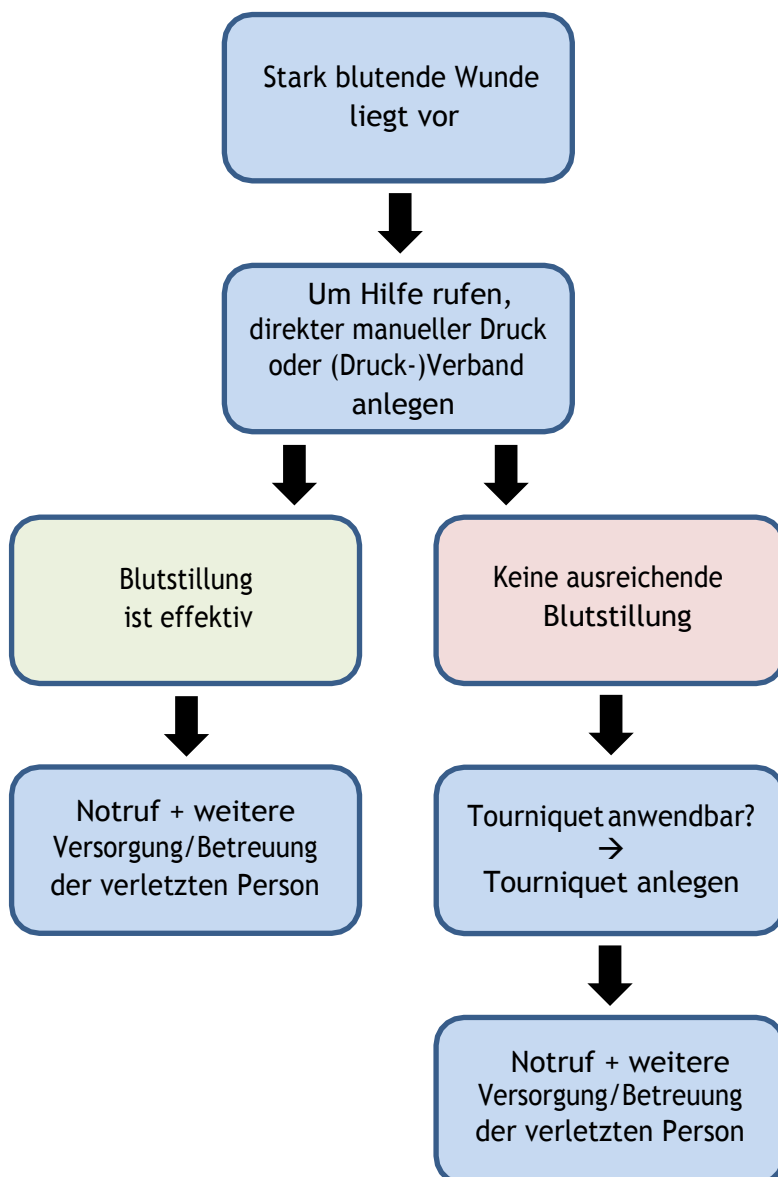 Stark blutende Wunde
liegt vor
Um Hilfe rufen,
direkter manueller Druck
oder (Druck-)Verband
anlegen
Blutstillung
ist effektiv
Keine ausreichende
Blutstillung
Notruf + weitere
Versorgung/Betreuung
der verletzten Person
Tourniquet anwendbar?
→
Tourniquet anlegen
Notruf + weitere
Versorgung/Betreuung
der verletzten Person